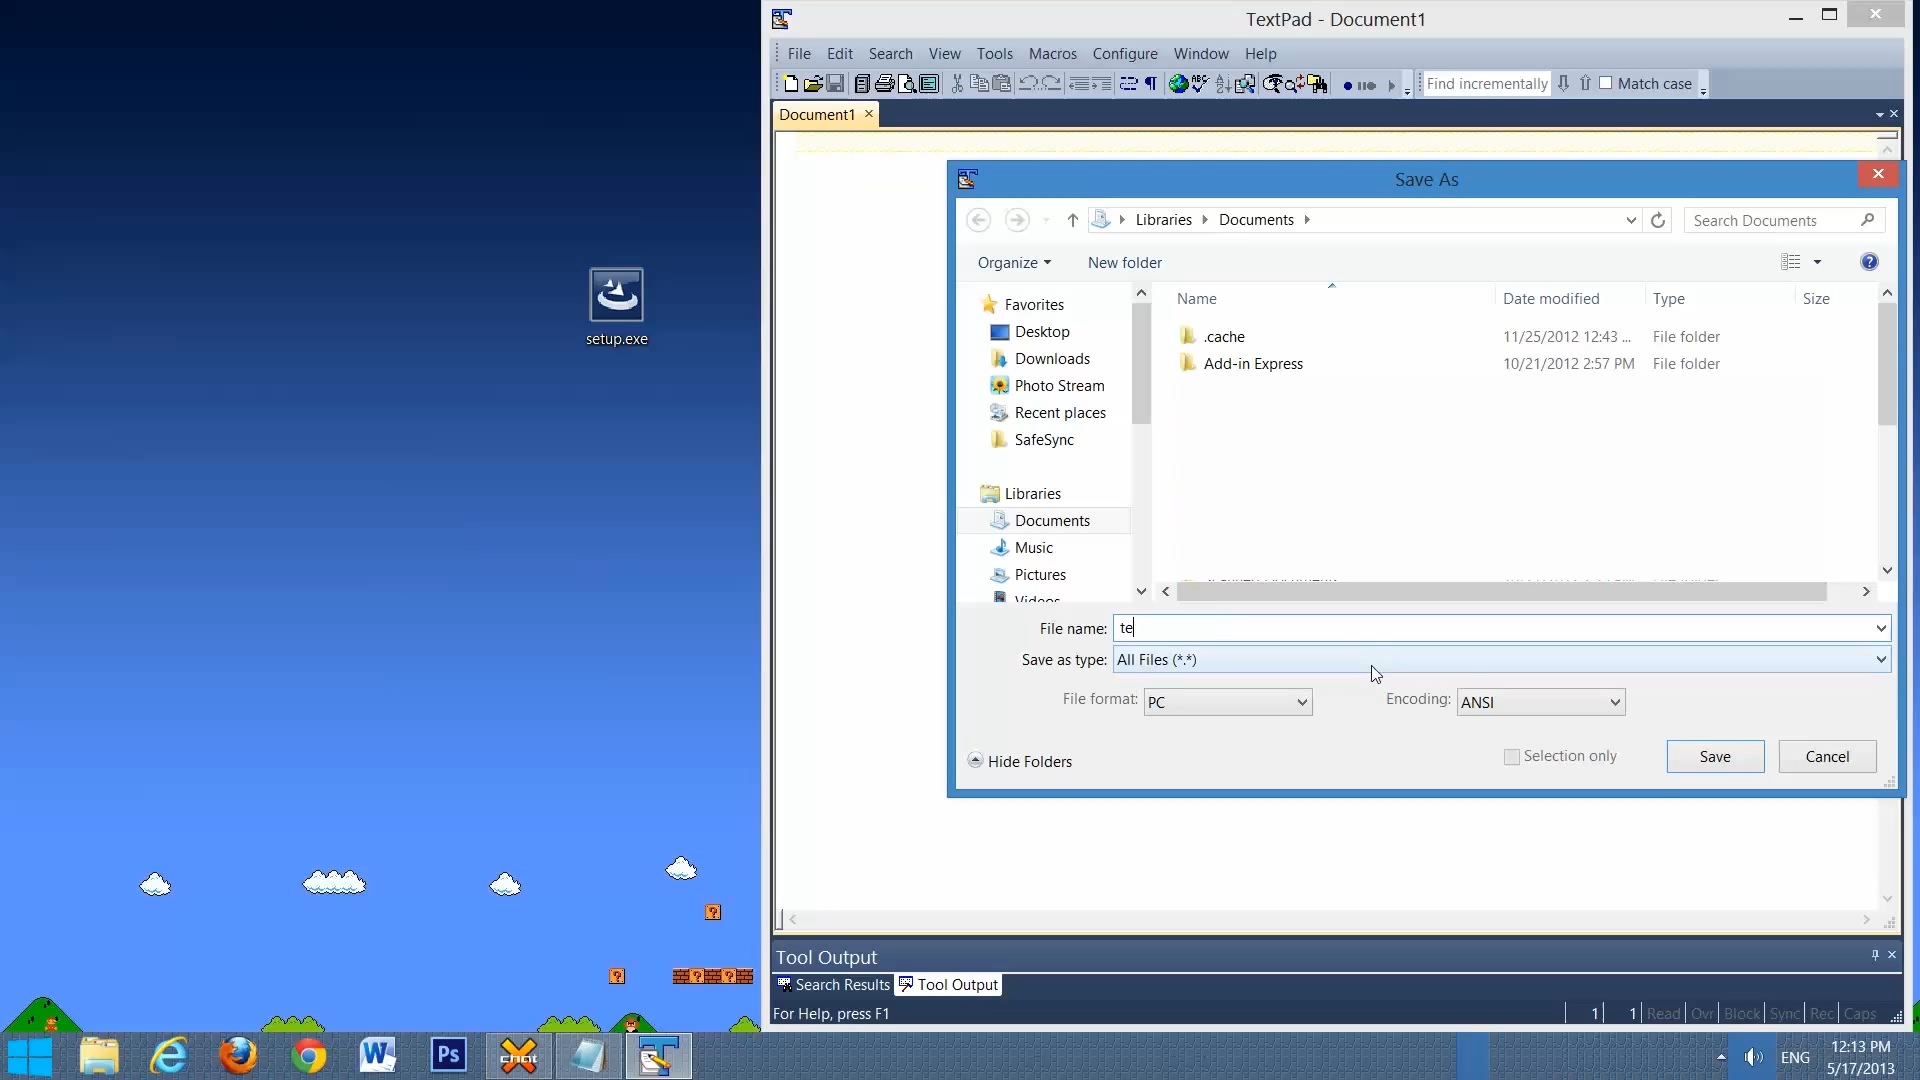 TextPad - Document1
File Edit Search View Tools Macros Configure Window Help
Find incrementally Match case
Document1
setup.exe
Save As
Libraries Documents
Search Documents
Organize New folder
Name Date modified Type Size
Favorites
Desktop
Downloads
Photo Stream
Recent places
SafeSync
Libraries
Documents
Music
Pictures
Videos
.cache 11/25/2012 12:43 ... File folder
Add-in Express 10/21/2012 2:57 PM File folder
File name: te
Save as type: All Files (*.*)
File format: PC Encoding: ANSI
Hide Folders Selection only Save Cancel
Tool Output
Search Results Tool Output
For Help, press F1 1 1 Read Ovr Block Sync Rec Caps
W Ps chat ENG 12:13 PM
5/17/2013